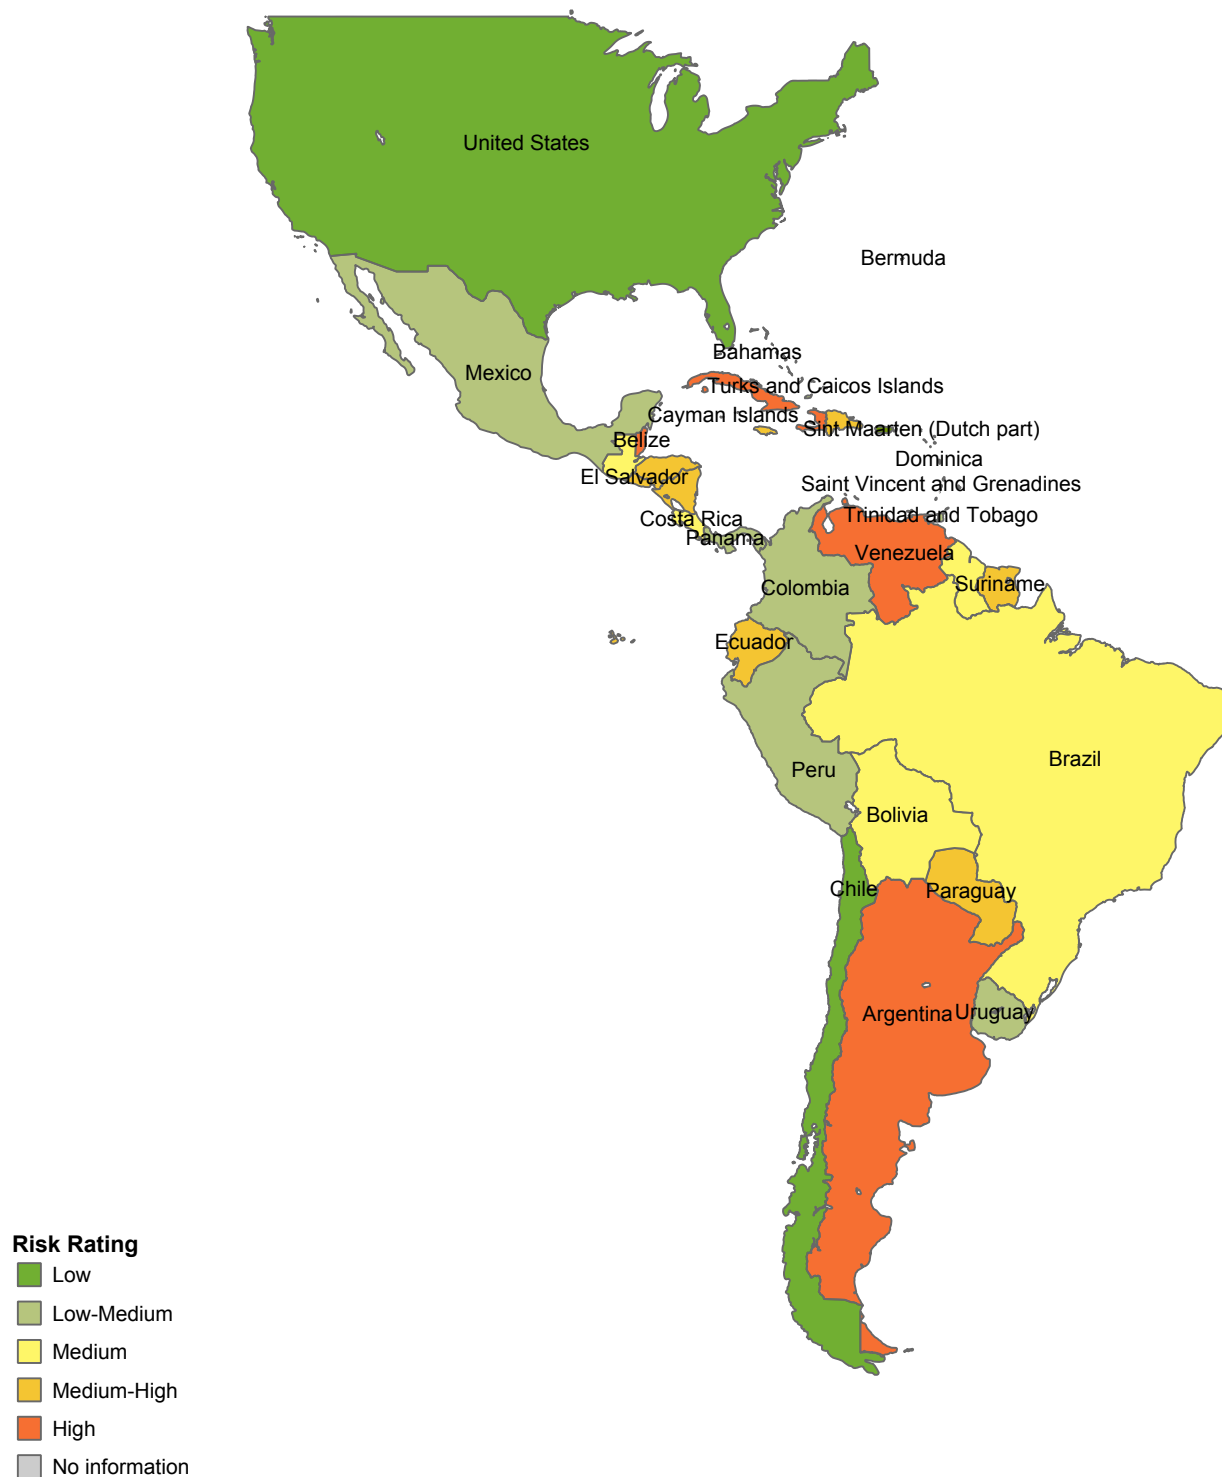 United States
Bermuda
Bahamas
Mexico
Turks and Caicos Islands
Cayman Islands
Sint Maarten (Dutch part)
Belize
Dominica
El Salvador
Saint Vincent and Grenadines
Trinidad and Tobago
Costa Rica
Panama
Venezuela
Suriname
Colombia
Ecuador
Brazil
Peru
Bolivia
Chile
Paraguay
Argentina
Uruguay
Risk Rating
Low
Low-Medium
Medium
Medium-High
High
No information